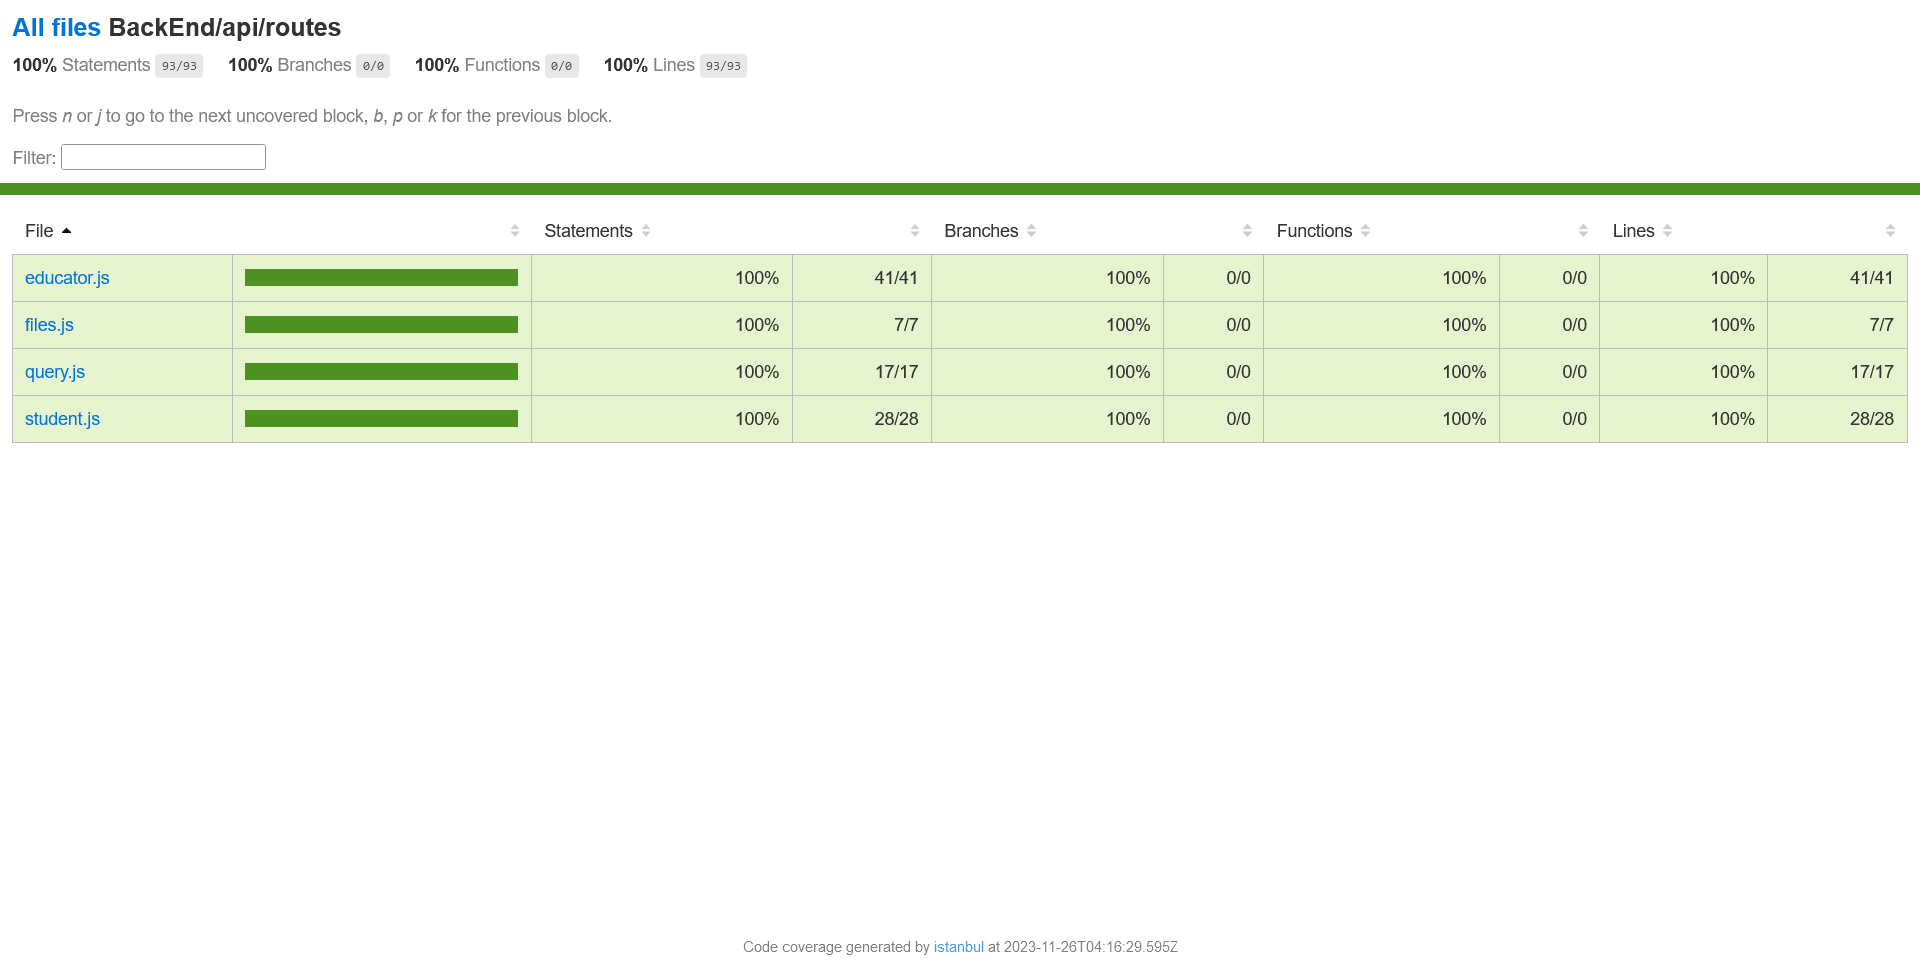 All files BackEnd/api/routes
100% Statements 93/93 100% Branches 0/0 100% Functions 0/0 100% Lines 93/93
Press n or j to go to the next uncovered block, b, p or k for the previous block.
Filter:
File Statements Branches Functions Lines
educator.js 100% 41/41 100% 0/0 100% 0/0 100% 41/41
files.js 100% 7/7 100% 0/0 100% 0/0 100% 7/7
query.js 100% 17/17 100% 0/0 100% 0/0 100% 17/17
student.js 100% 28/28 100% 0/0 100% 0/0 100% 28/28
Code coverage generated by istanbul at 2023-11-26T04:16:29.595Z